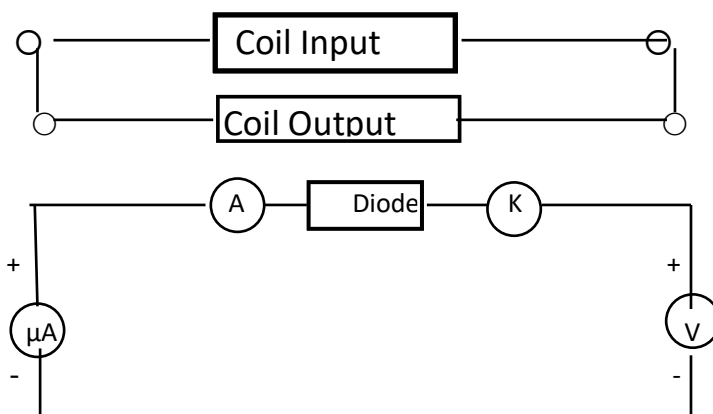 Coil Input
Coil Output
A Diode K
+ +
µA V
- -